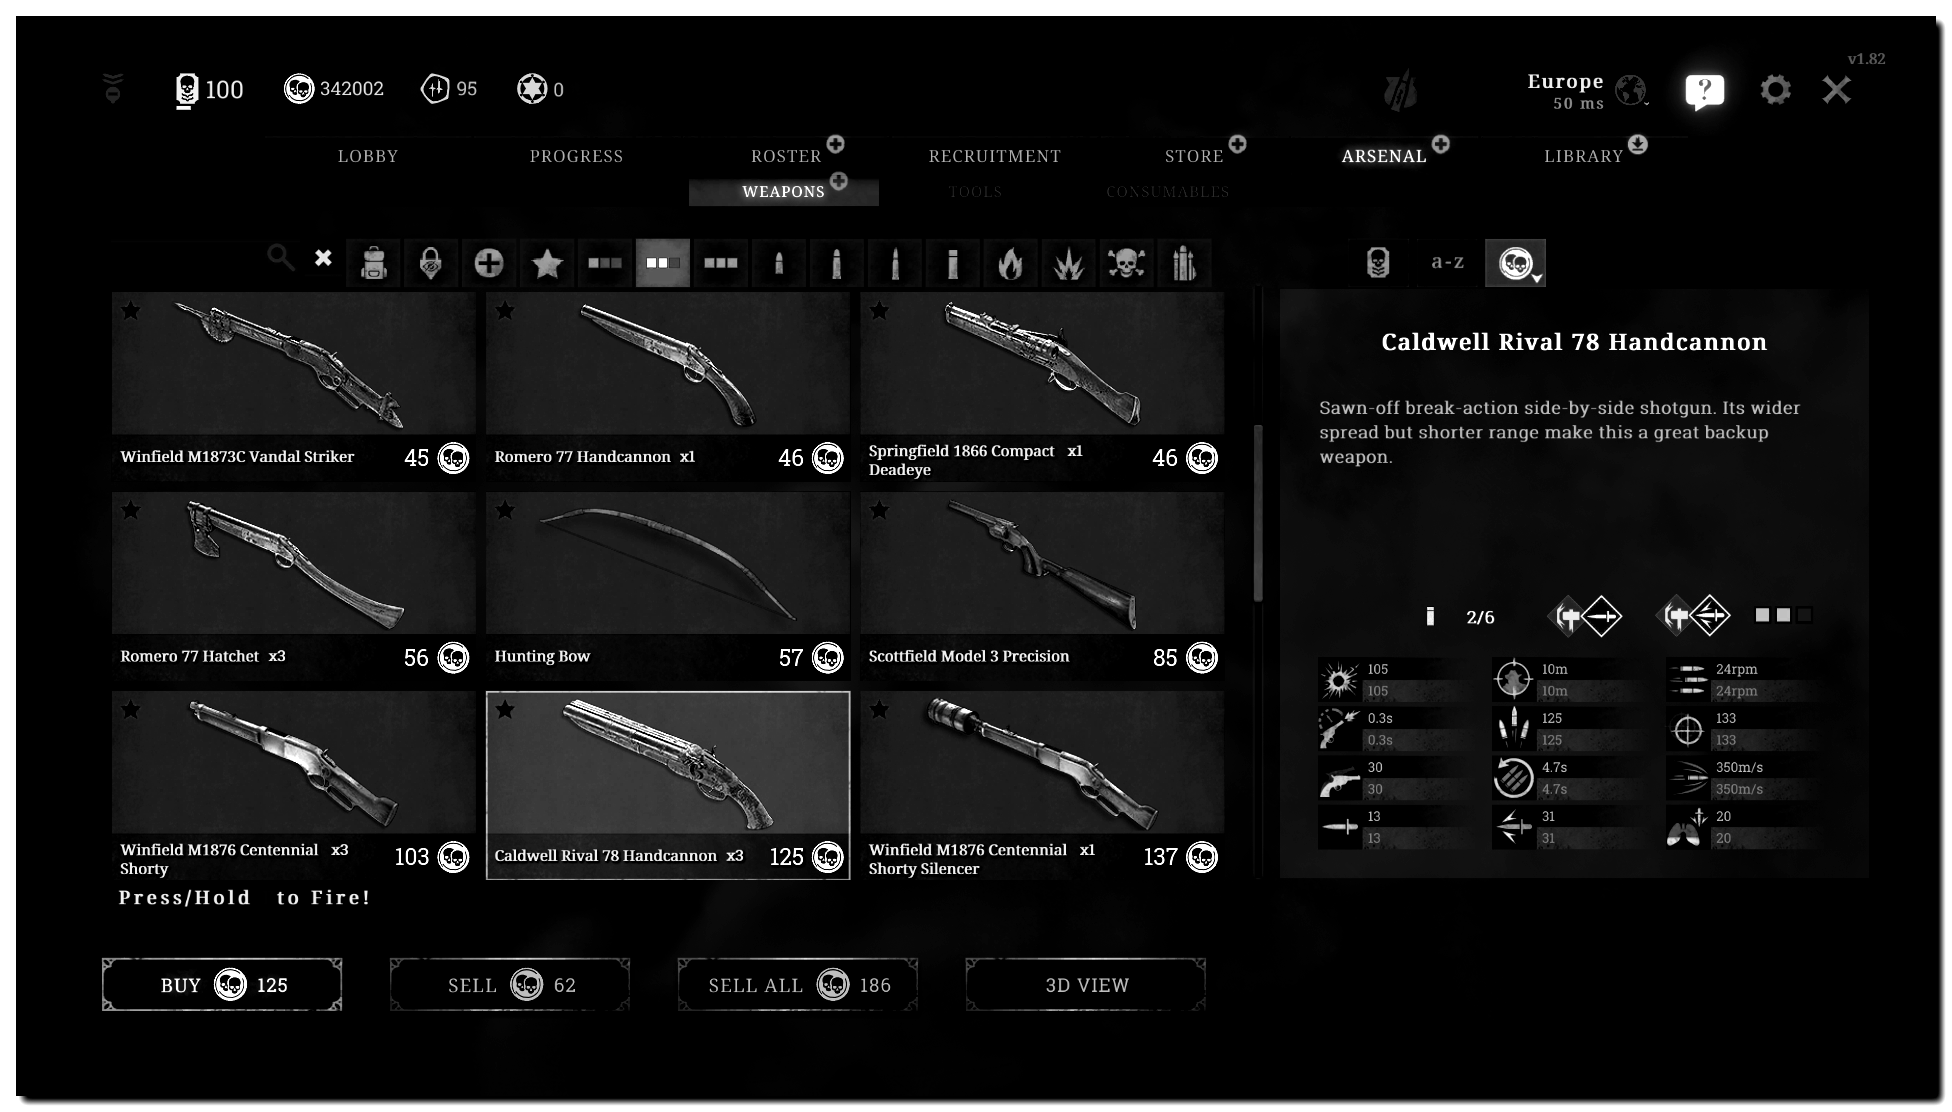 v1.82
100
342002
95
0
Europe
50 ms
?
LOBBY
PROGRESS
ROSTER
RECRUITMENT
STORE
ARSENAL
LIBRARY
WEAPONS
TOOLS
CONSUMABLES
a-z
Winfield M1873C Vandal Striker
45
Romero 77 Handcannon x1
46
Springfield 1866 Compact x1
Deadeye
46
Romero 77 Hatchet x3
56
Hunting Bow
57
Scottfield Model 3 Precision
85
Winfield M1876 Centennial x3
Shorty
103
Caldwell Rival 78 Handcannon x3
125
Winfield M1876 Centennial x1
Shorty Silencer
137
Press/Hold to Fire!
BUY 125
SELL 62
SELL ALL 186
3D VIEW
Caldwell Rival 78 Handcannon
Sawn-off break-action side-by-side shotgun. Its wider
spread but shorter range make this a great backup
weapon.
2/6
105
105
10m
10m
24rpm
24rpm
0.3s
0.3s
125
125
133
133
30
30
4.7s
4.7s
350m/s
350m/s
13
13
31
31
20
20